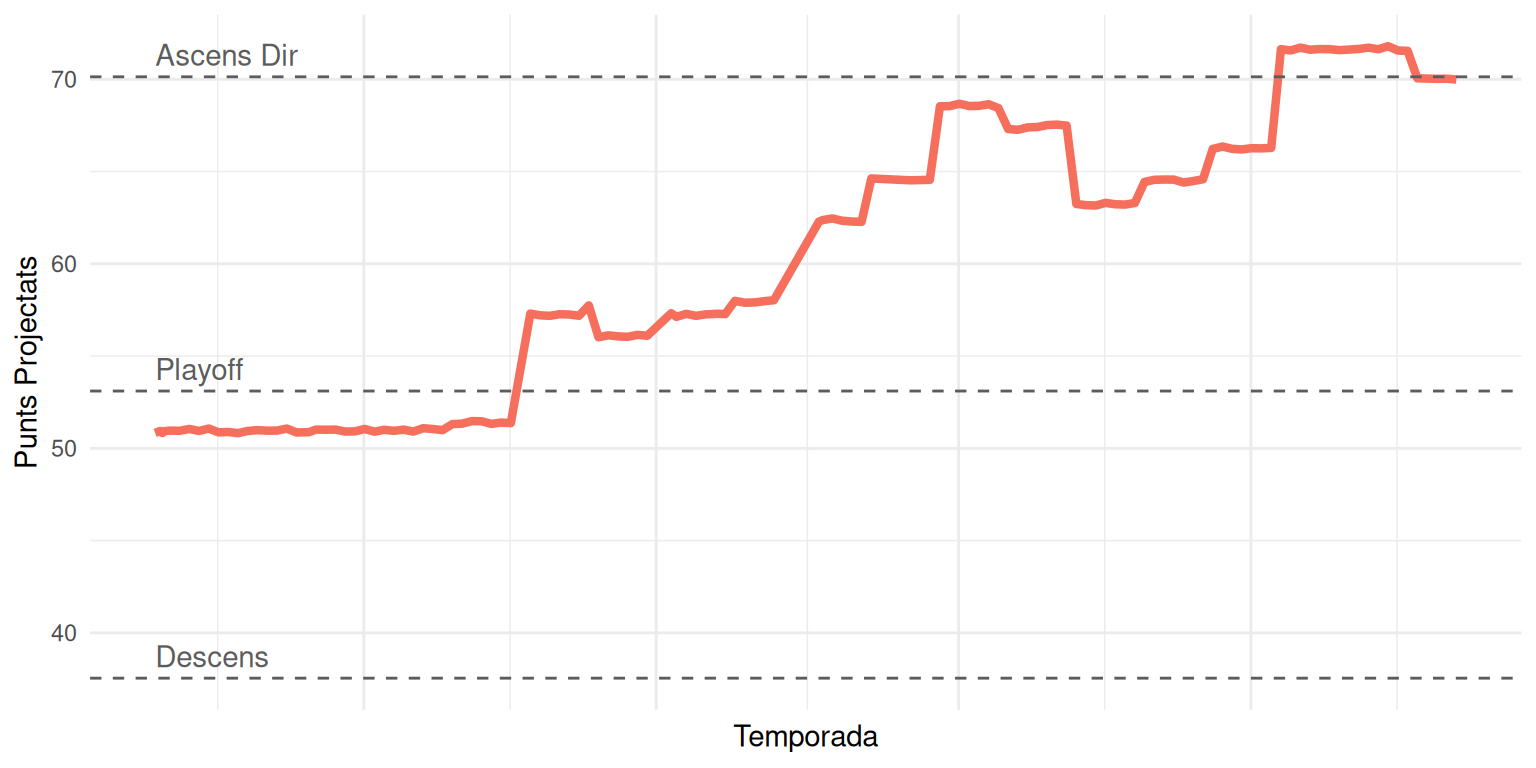 Ascens Dir
70
60
Playoff
50
40
Descens
Punts Projectats
Temporada